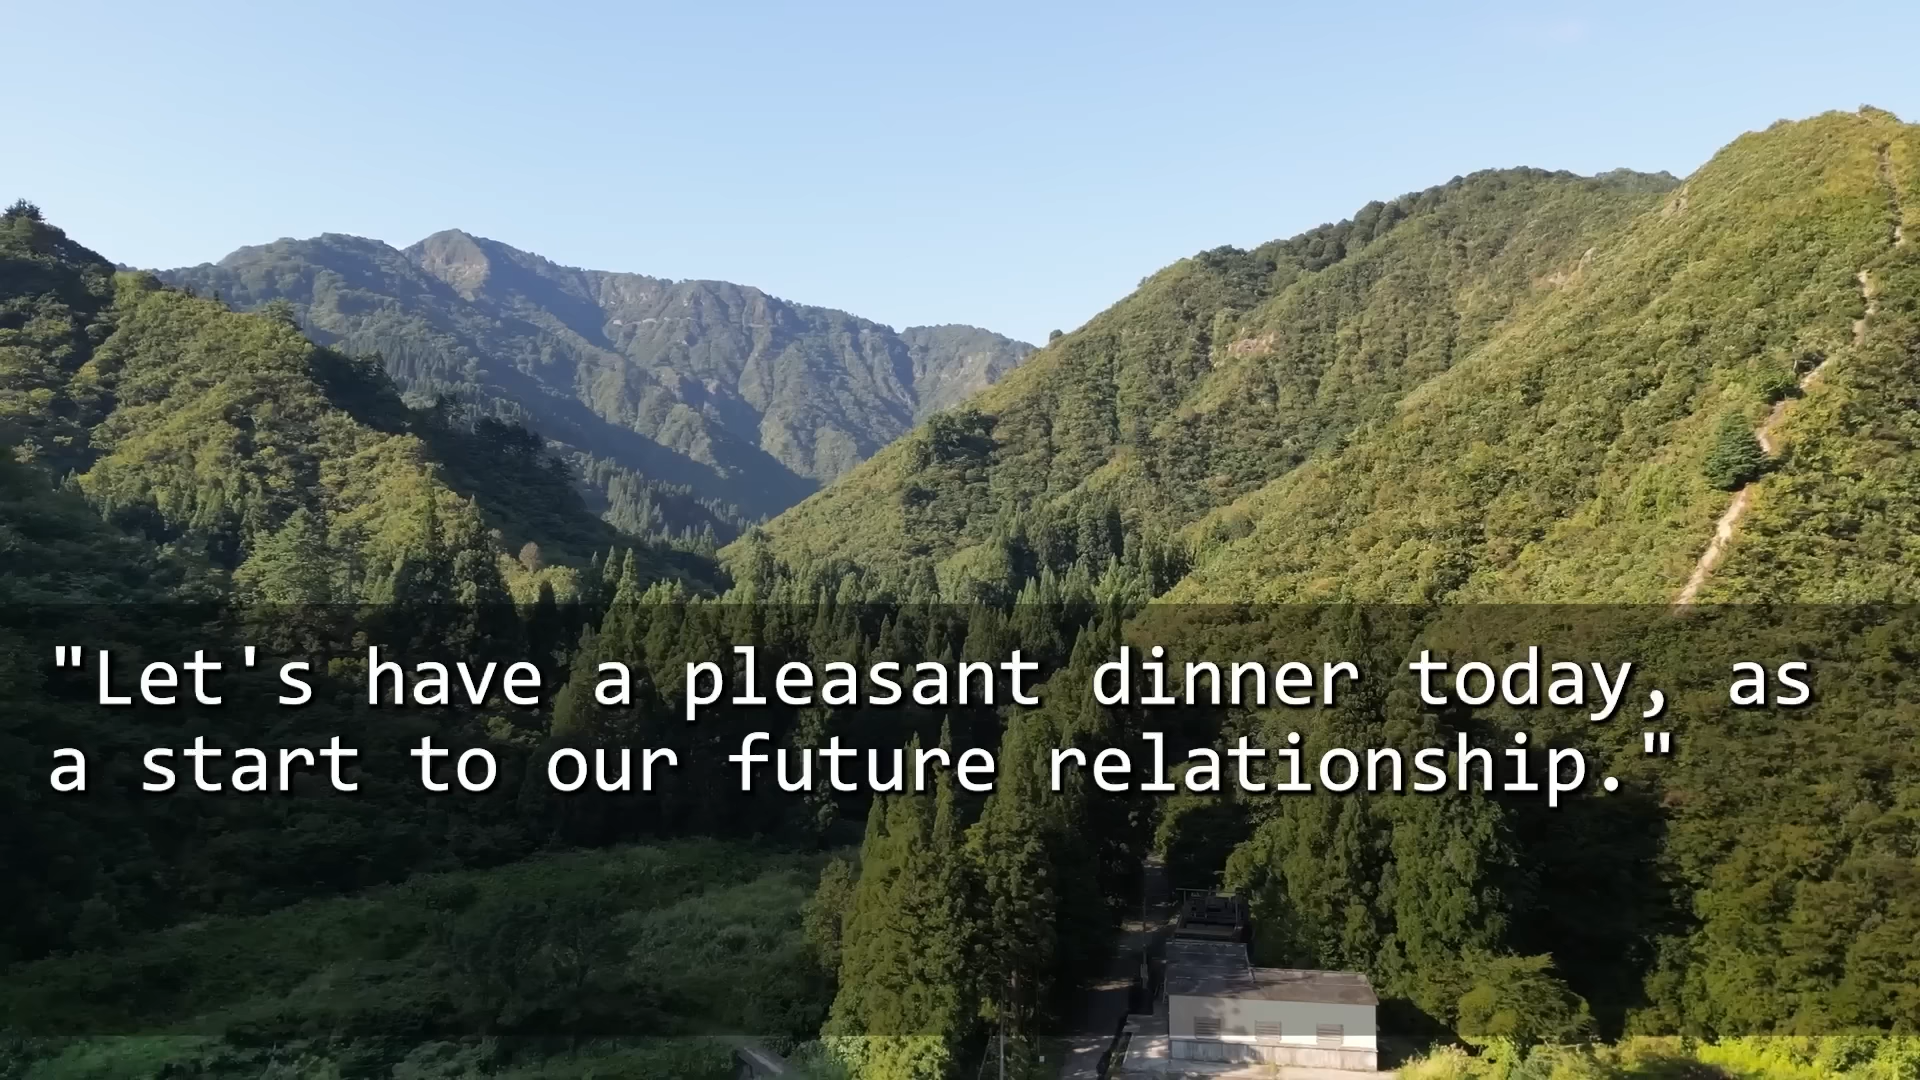 "Let's have a pleasant dinner today, as
a start to our future relationship."